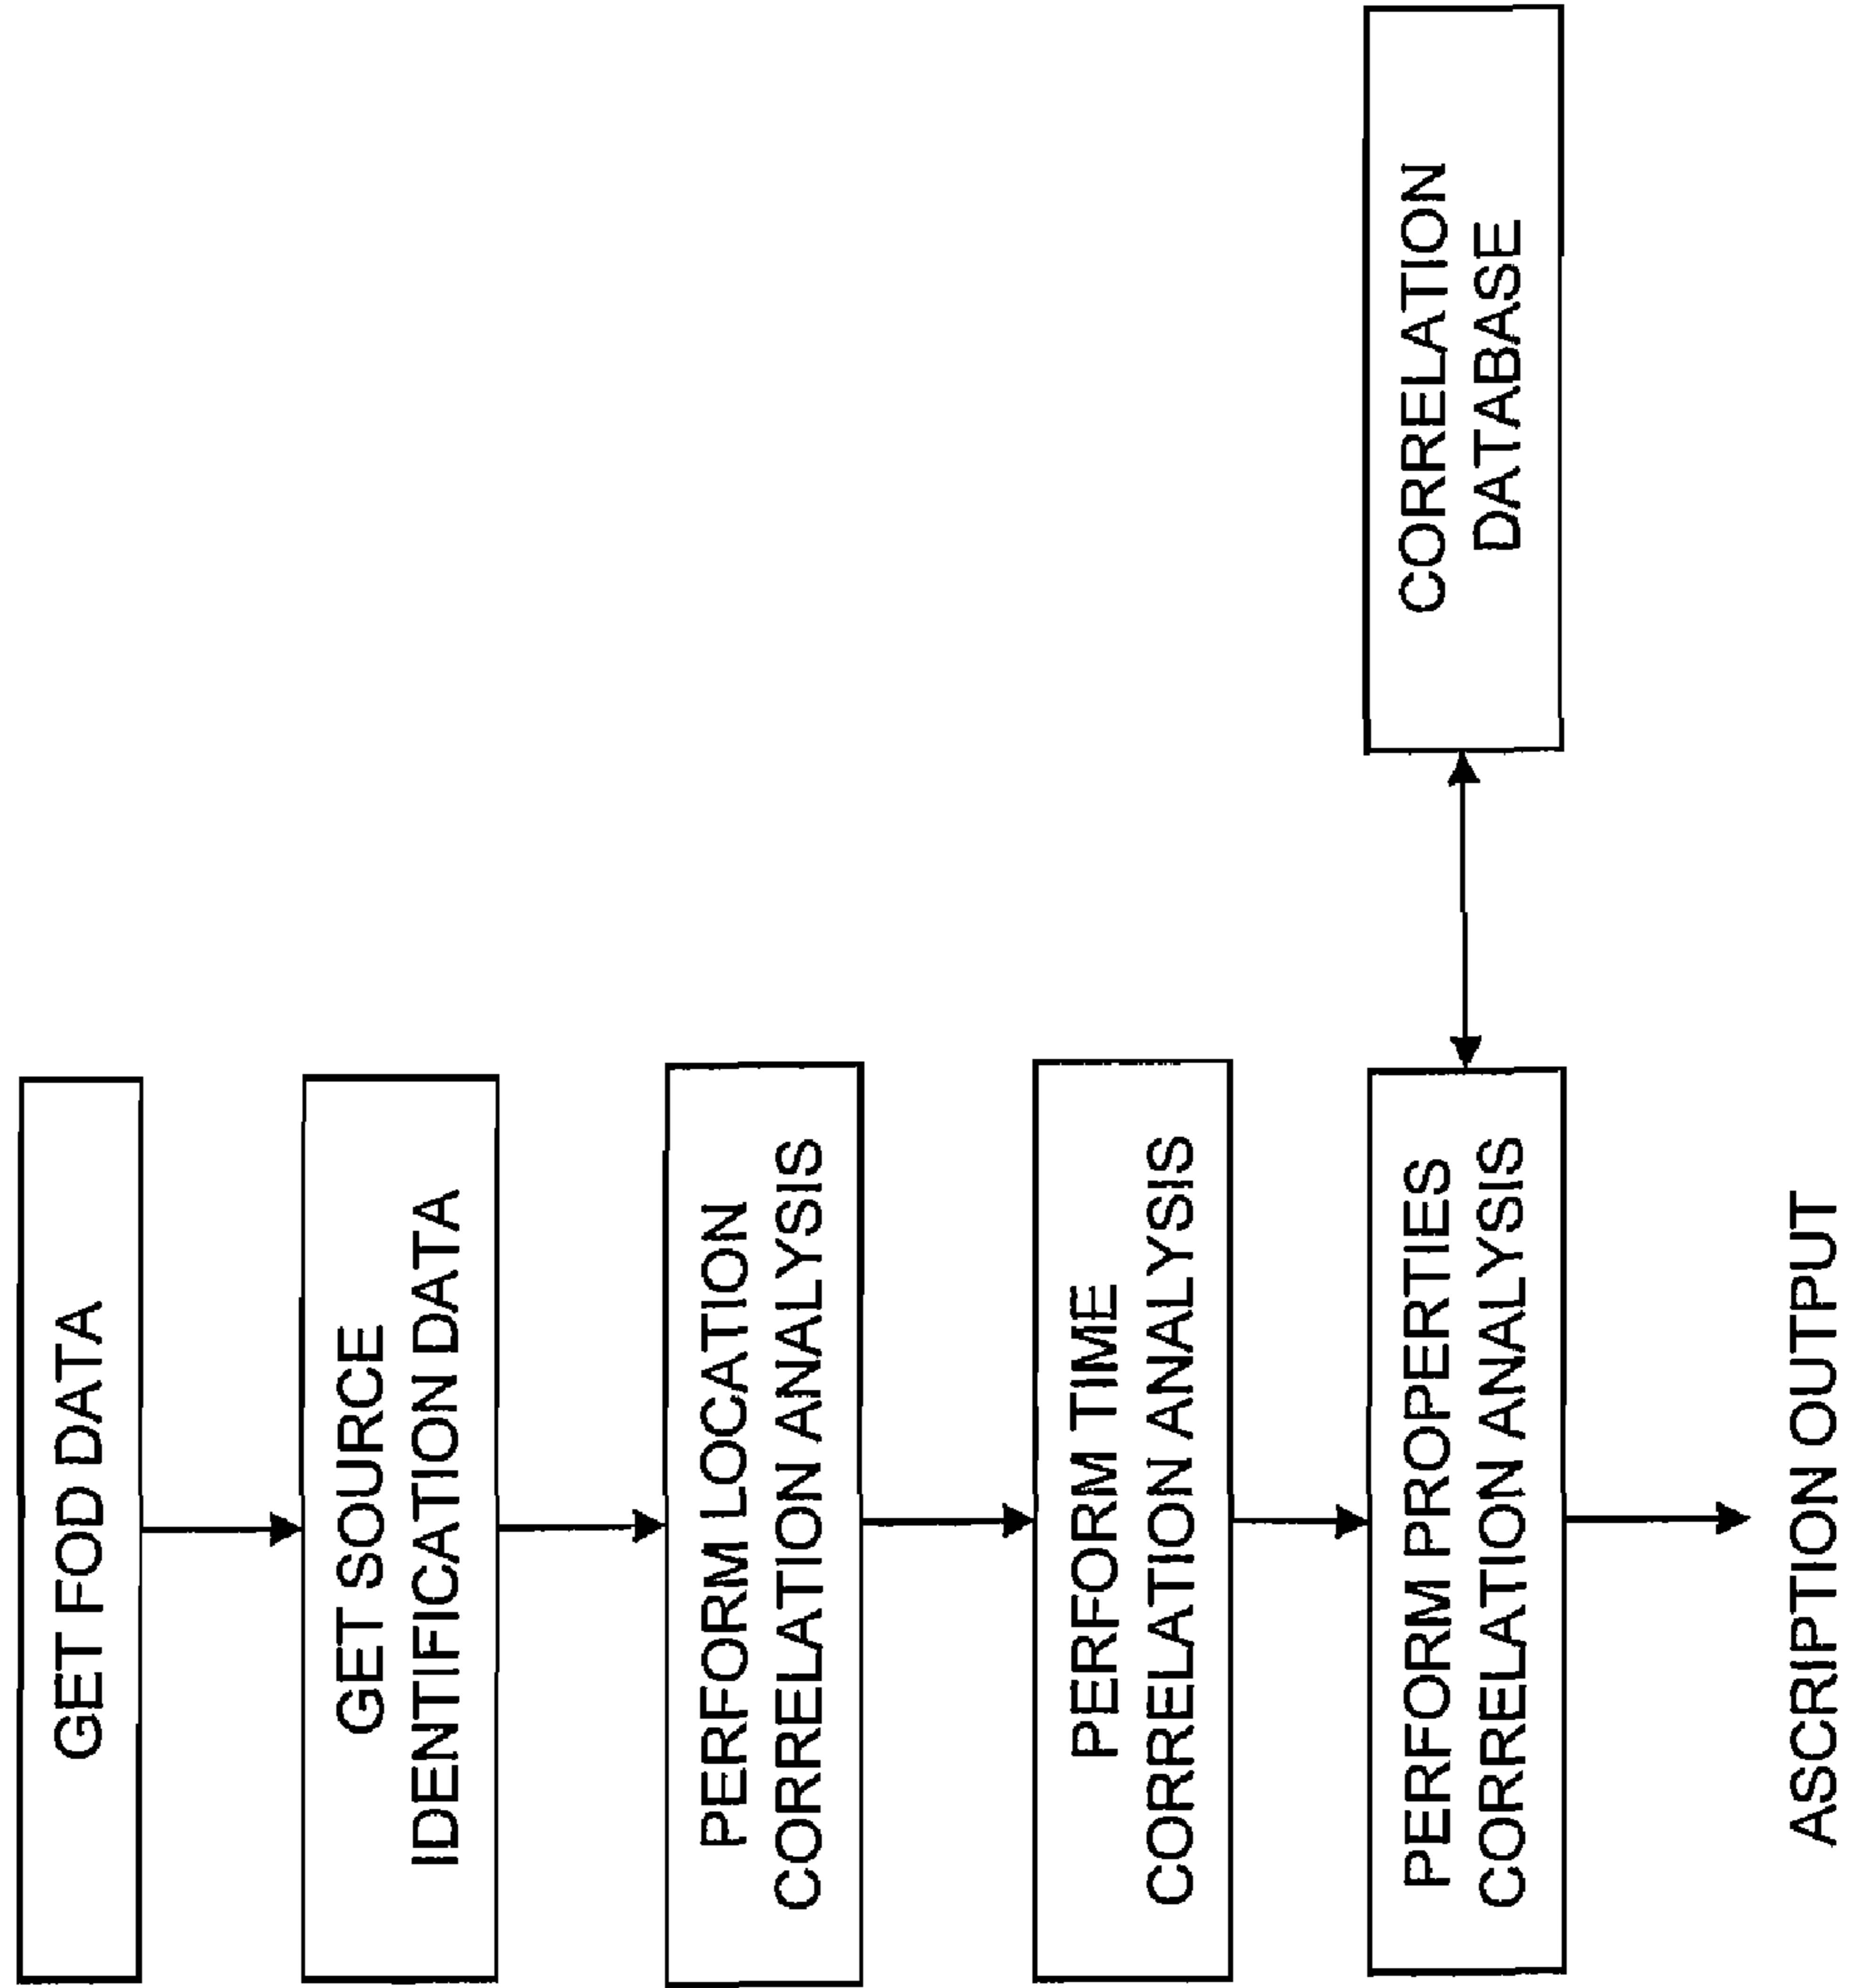 GET FOD DATA
GET SOURCE
IDENTIFICATION DATA
PERFORM LOCATION
CORRELATION ANALYSIS
PERFORM TIME
CORRELATION ANALYSIS
PERFORM PROPERTIES
CORRELATION ANALYSIS
CORRELATION
DATABASE
ASCRIPTION OUTPUT